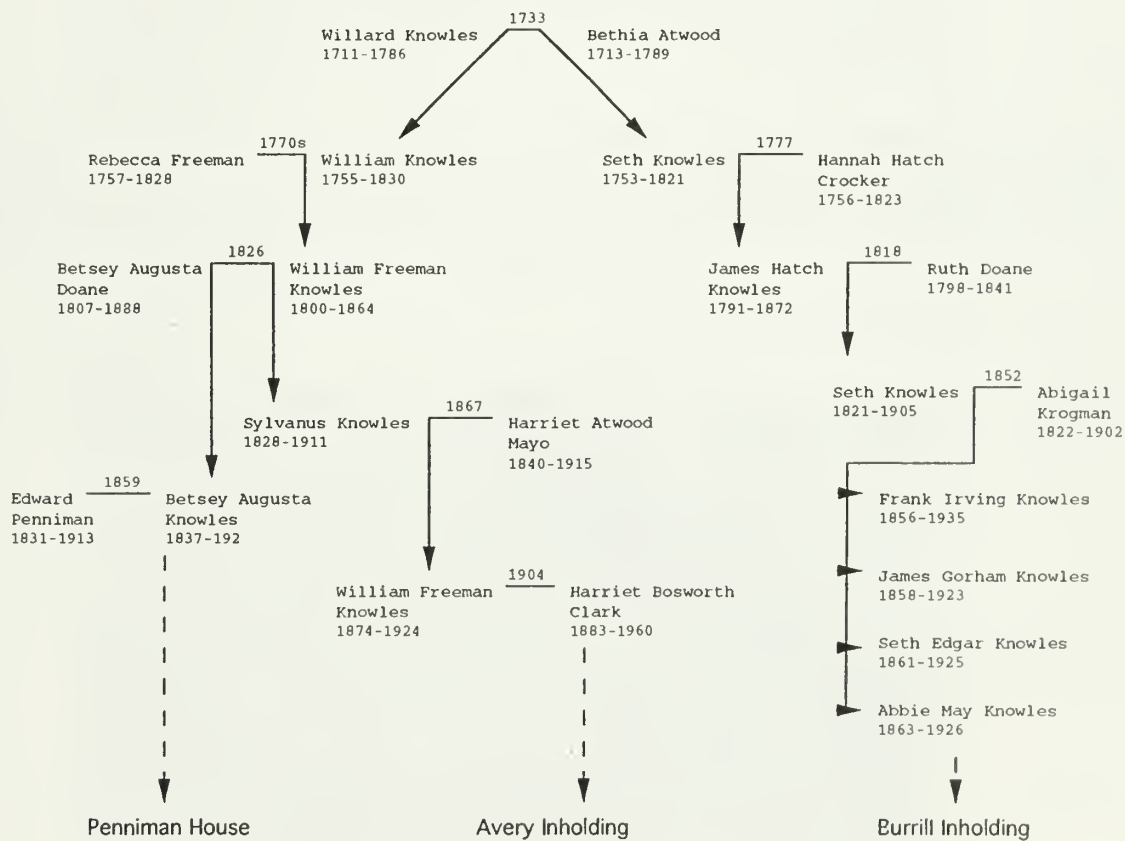 1733
Willard Knowles
1711-1786
Bethia Atwood
1713-1789
1770s
Rebecca Freeman
1757-1828
William Knowles
1755-1830
Seth Knowles
1753-1821
1777
Hannah Hatch
Crocker
1756-1823
1826
Betsey Augusta
Doane
1807-1888
William Freeman
Knowles
1800-1864
James Hatch
Knowles
1791-1872
1818
Ruth Doane
1798-1841
Sylvanus Knowles
1828-1911
1867
Harriet Atwood
Mayo
1840-1915
Seth Knowles
1821-1905
1852
Abigail
Krogman
1822-1902
Edward
Penniman
1831-1913
1859
Betsey Augusta
Knowles
1837-192
William Freeman
Knowles
1874-1924
1904
Harriet Bosworth
Clark
1883-1960
Frank Irving Knowles
1856-1935
James Gorham Knowles
1858-1923
Seth Edgar Knowles
1861-1925
Abbie May Knowles
1863-1926
Penniman House
Avery Inholding
Burrill Inholding